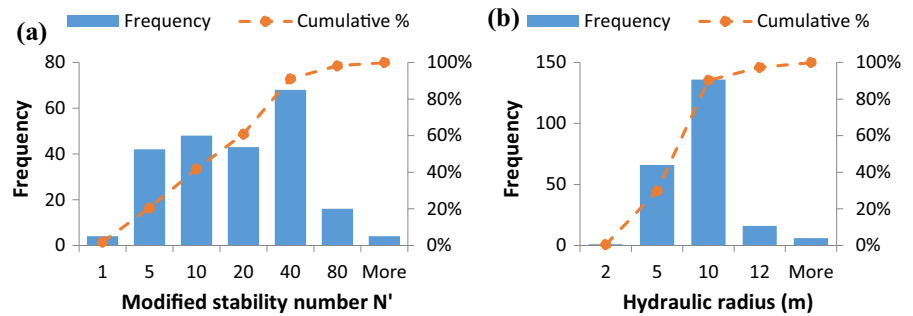 (a)
Frequency Cumulative %
80
60
40
20
0
Frequency
100%
80%
60%
40%
20%
0%
1 5 10 20 40 80 More
Modified stability number N'
(b)
Frequency Cumulative %
150
100
50
0
Frequency
100%
80%
60%
40%
20%
0%
2 5 10 12 More
Hydraulic radius (m)